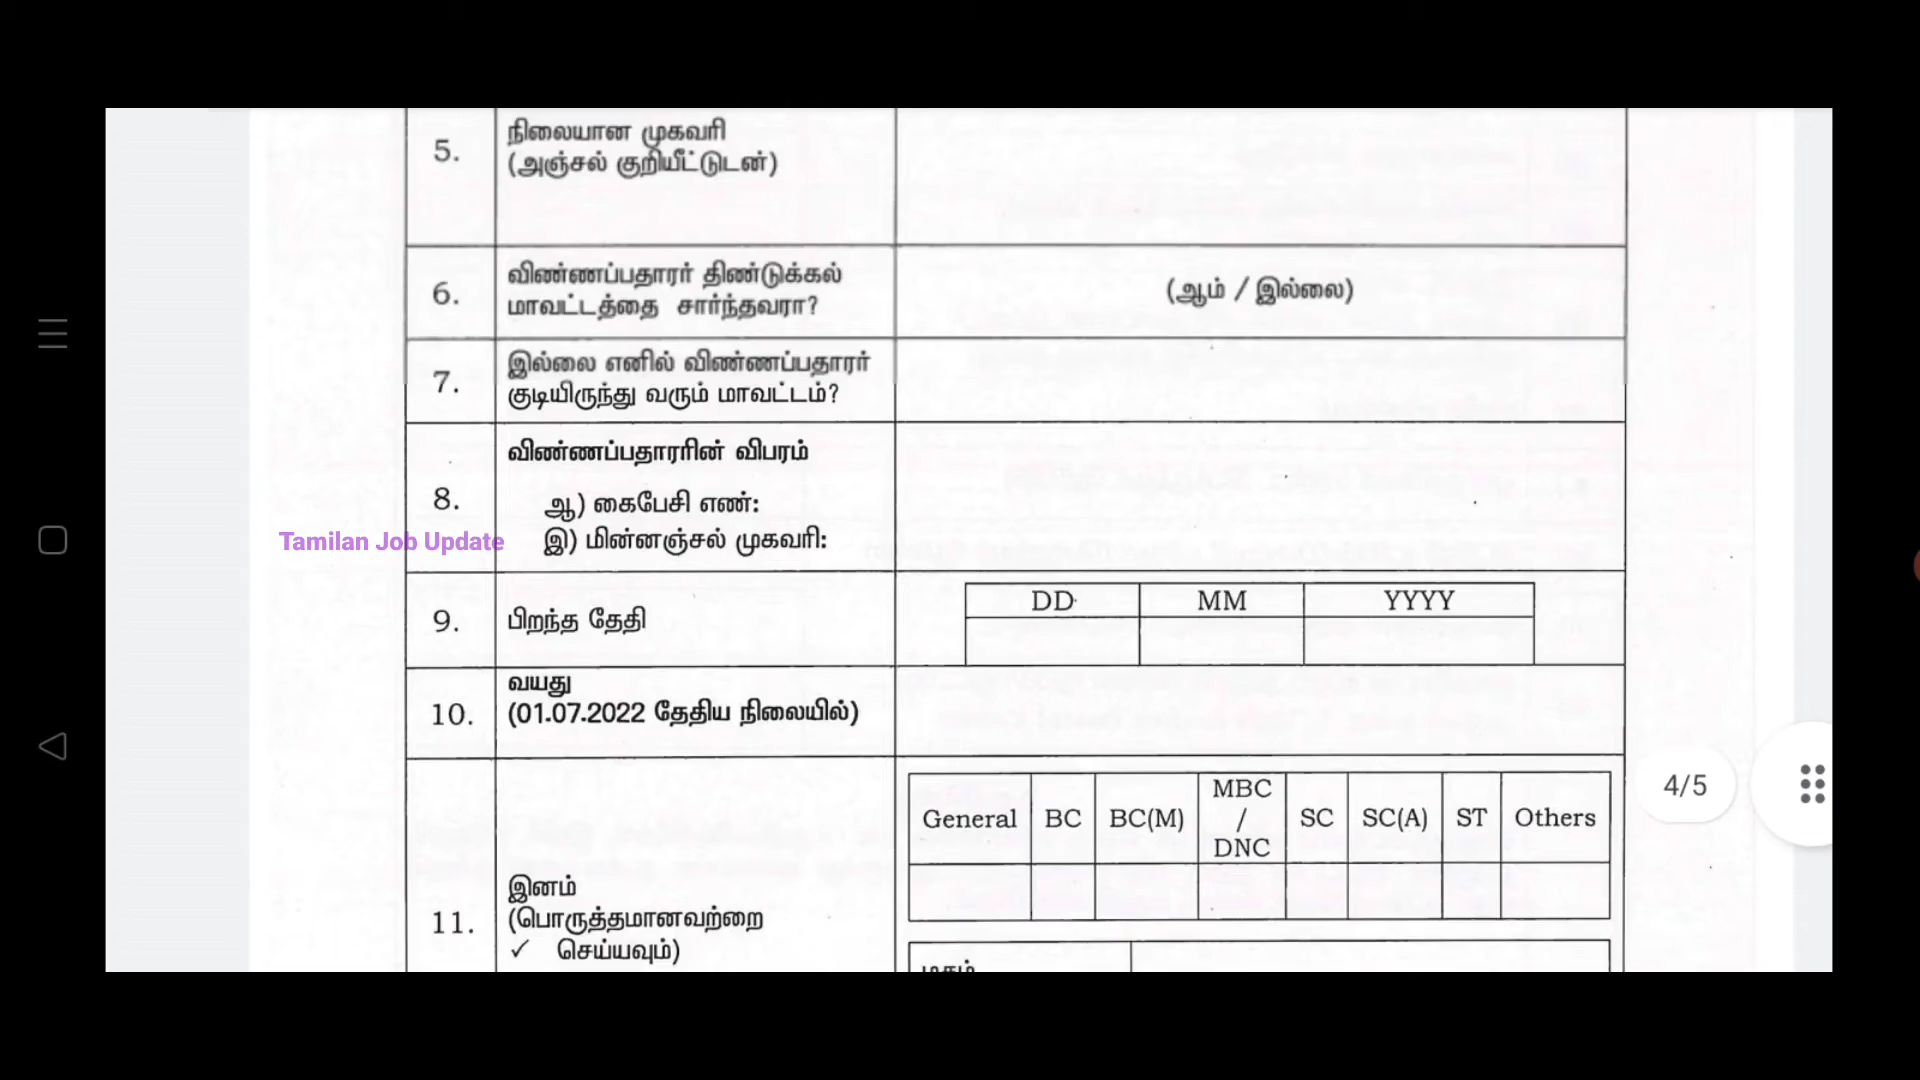 5.
நிலையான முகவரி
(அஞ்சல் குறியீட்டுடன்)
6.
விண்ணப்பதாரர் திண்டுக்கல்
மாவட்டத்தை சார்ந்தவரா?
(ஆம் / இல்லை)
7.
இல்லை எனில் விண்ணப்பதாரர்
குடியிருந்து வரும் மாவட்டம்?
விண்ணப்பதாரரின் விபரம்
8.
ஆ) கைபேசி எண்:
Tamilan Job Update
இ) மின்னஞ்சல் முகவரி:
9.
பிறந்த தேதி
DD MM YYYY
10.
வயது
(01.07.2022 தேதிய நிலையில்)
4/5
General BC BC(M) MBC / DNC SC SC(A) ST Others
11.
இனம்
(பொருத்தமானவற்றை
✓ செய்யவும்)